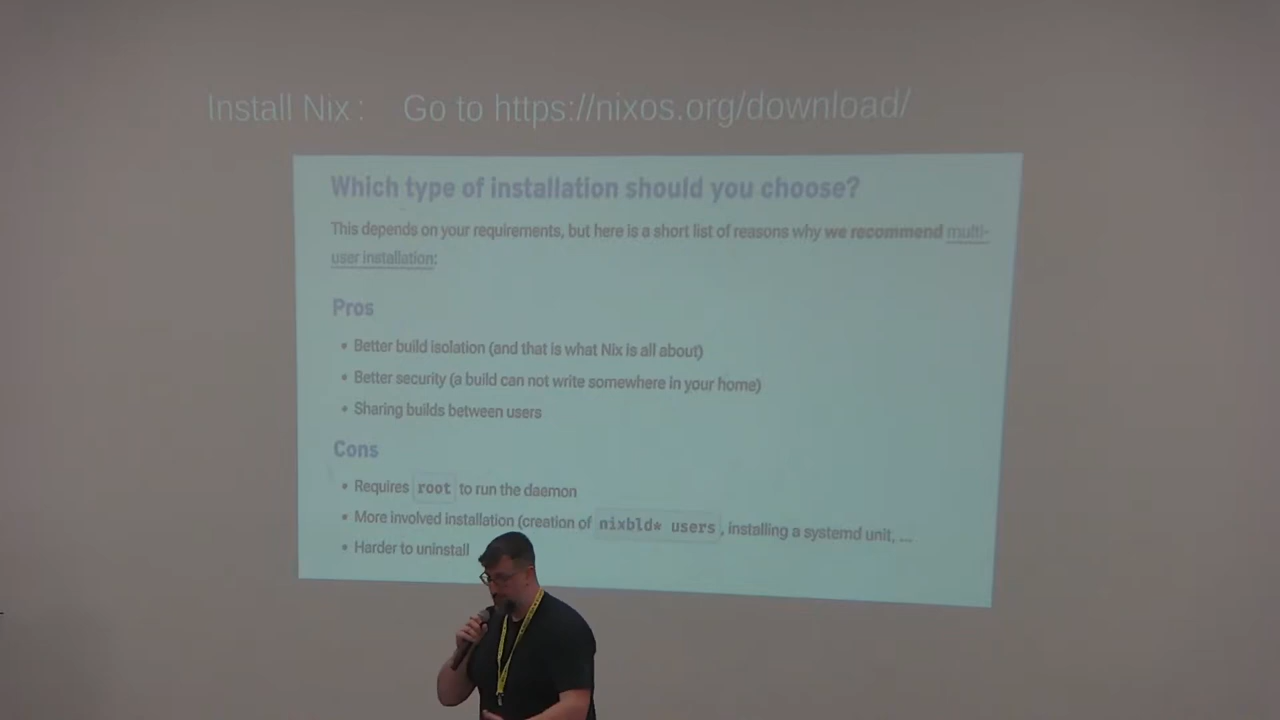 Install Nix: Go to https://nixos.org/download/
Which type of installation should you choose?
This depends on your requirements, but here is a short list of reasons why we recommend multi-
user installation:
Pros
• Better build isolation (and that is what Nix is all about)
• Better security (a build can not write somewhere in your home)
• Sharing builds between users
Cons
• Requires root to run the daemon
• More involved installation (creation of nixbld* users, installing a systemd unit, ...
• Harder to uninstall